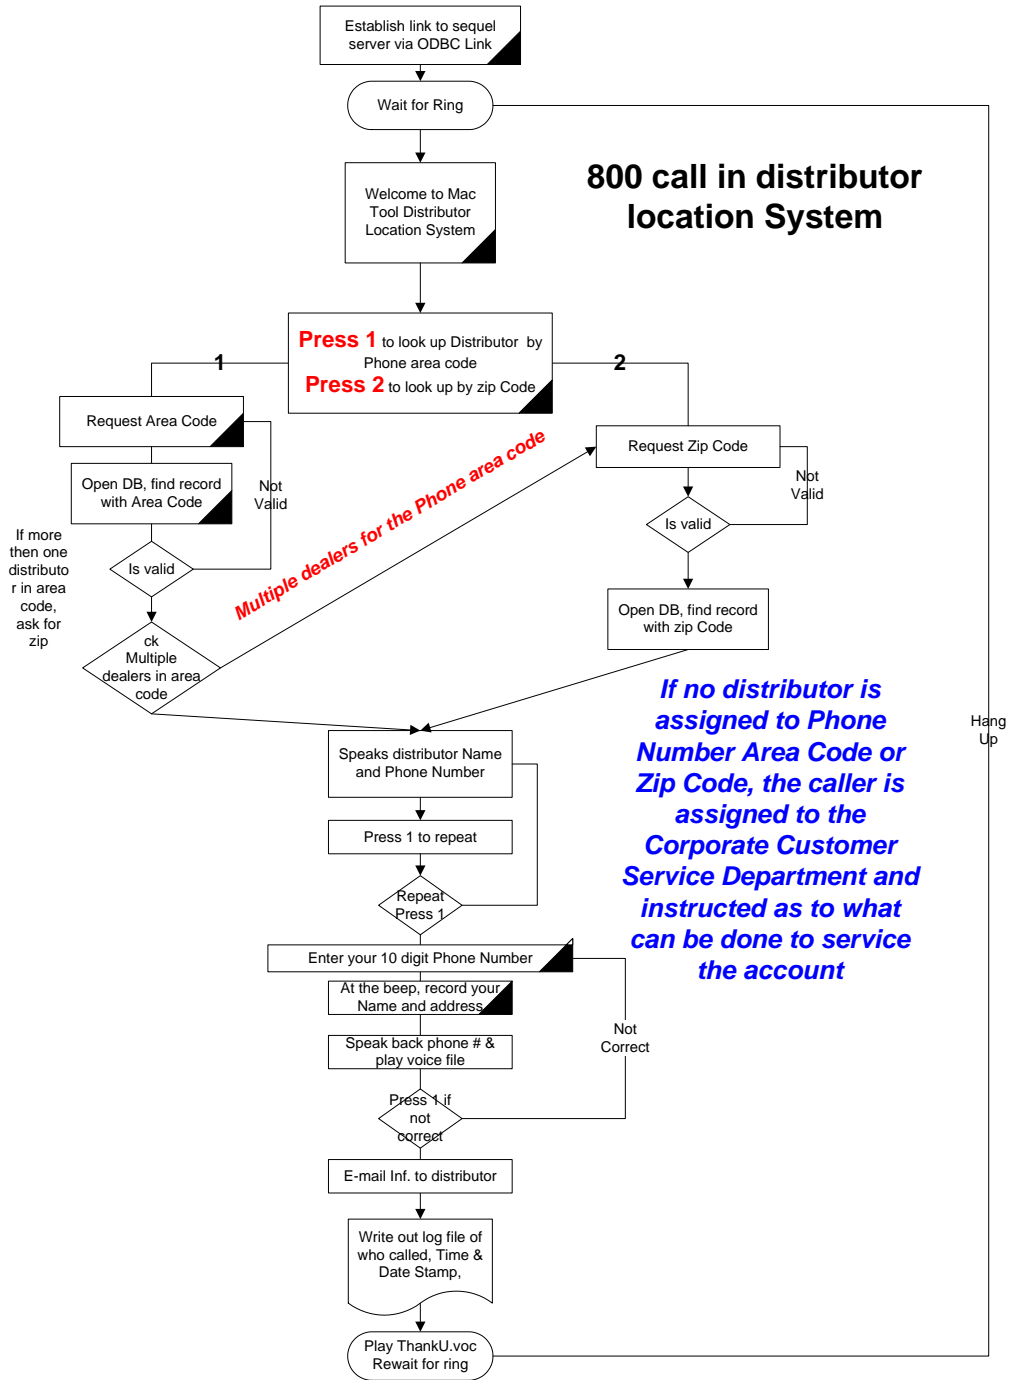 Establish link to sequel
server via ODBC Link
Wait for Ring
800 call in distributor
location System
Welcome to Mac
Tool Distributor
Location System
Press 1 to look up Distributor by
Phone area code
Press 2 to look up by zip Code
1
2
Request Area Code
Request Zip Code
Multiple dealers for the Phone area code
Open DB, find record
with Area Code
Not
Valid
Not
Valid
If more
then one
distributo
r in area
code,
ask for
zip
Is valid
Is valid
Open DB, find record
with zip Code
ck
Multiple
dealers in area
code
If no distributor is
assigned to Phone
Number Area Code or
Zip Code, the caller is
assigned to the
Corporate Customer
Service Department and
instructed as to what
can be done to service
the account
Hang
Up
Speaks distributor Name
and Phone Number
Press 1 to repeat
Repeat
Press 1
Enter your 10 digit Phone Number
At the beep, record your
Name and address
Not
Correct
Speak back phone # &
play voice file
Press 1 if
not
correct
E-mail Inf. to distributor
Write out log file of
who called, Time &
Date Stamp,
Play ThankU.voc
Rewait for ring